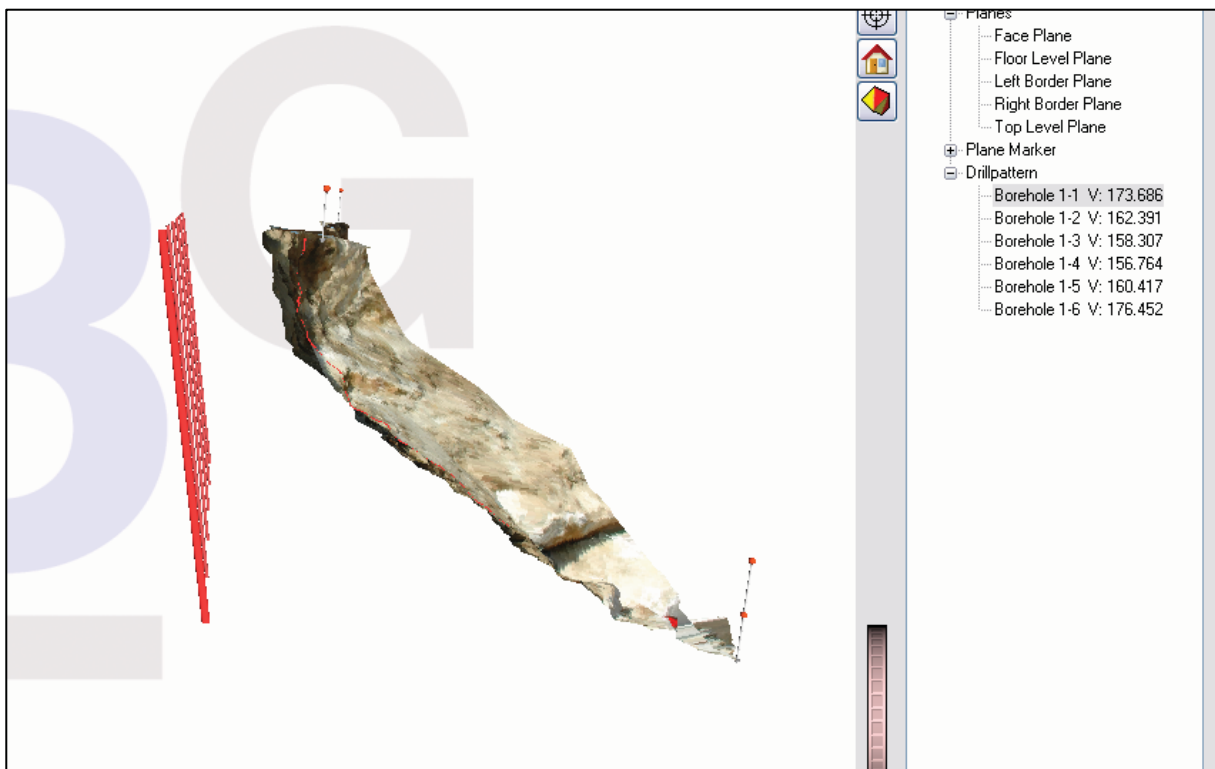 BG
Planes
Face Plane
Floor Level Plane
Left Border Plane
Right Border Plane
Top Level Plane
Plane Marker
Drillpattern
Borehole 1-1 V: 173.686
Borehole 1-2 V: 162.391
Borehole 1-3 V: 158.307
Borehole 1-4 V: 156.764
Borehole 1-5 V: 160.417
Borehole 1-6 V: 176.452